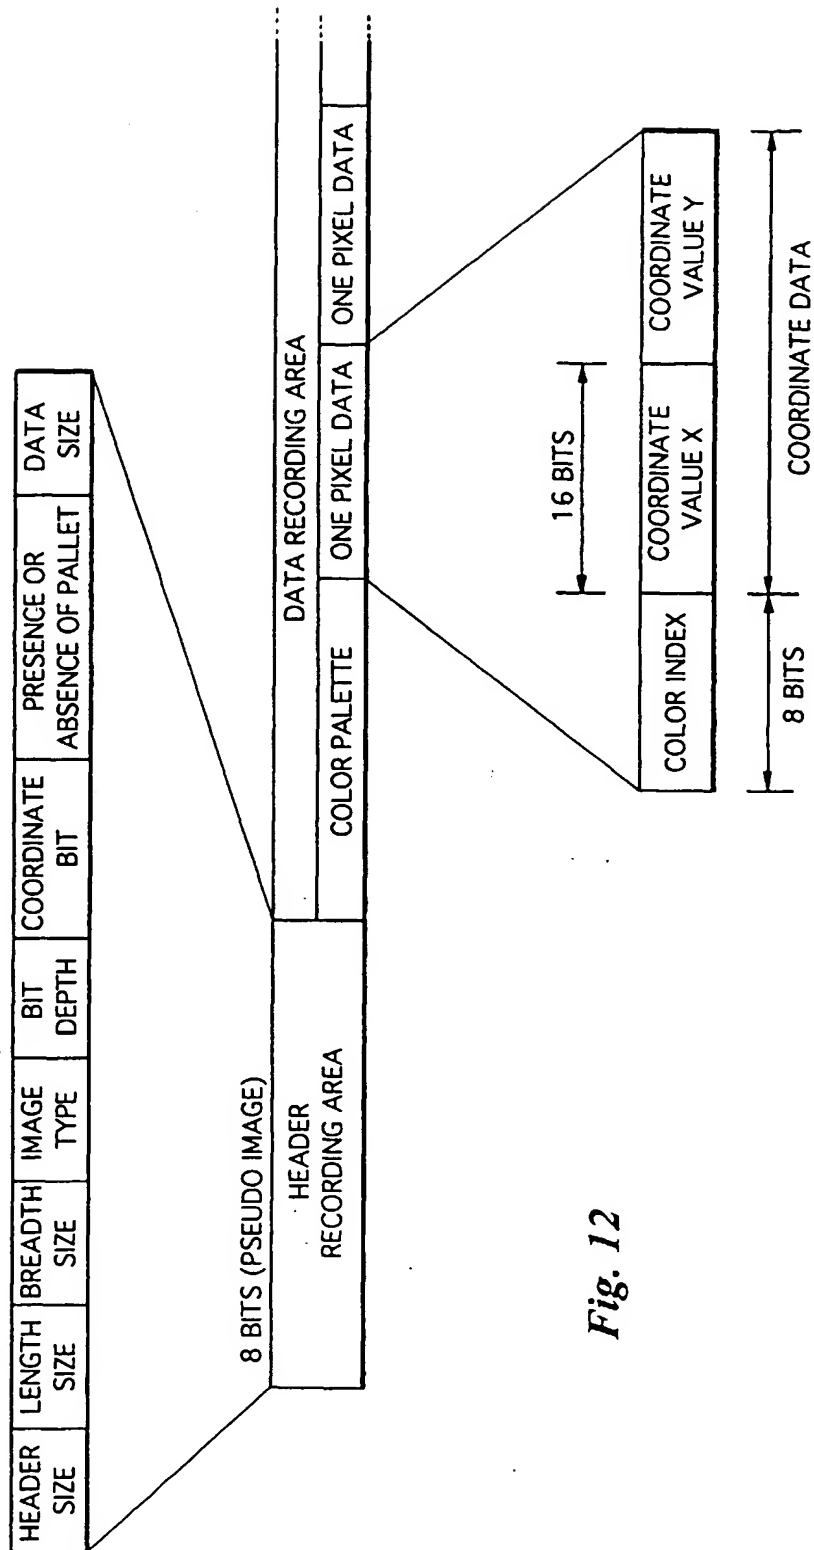 HEADER
SIZE
LENGTH
SIZE
BREADTH
SIZE
IMAGE
TYPE
BIT
DEPTH
COORDINATE
BIT
PRESENCE OR
ABSENCE OF PALLET
DATA
SIZE
8 BITS (PSEUDO IMAGE)
HEADER
RECORDING AREA
DATA RECORDING AREA
COLOR PALETTE
ONE PIXEL DATA
ONE PIXEL DATA
16 BITS
COLOR INDEX
COORDINATE
VALUE X
COORDINATE
VALUE Y
8 BITS
COORDINATE DATA
Fig. 12